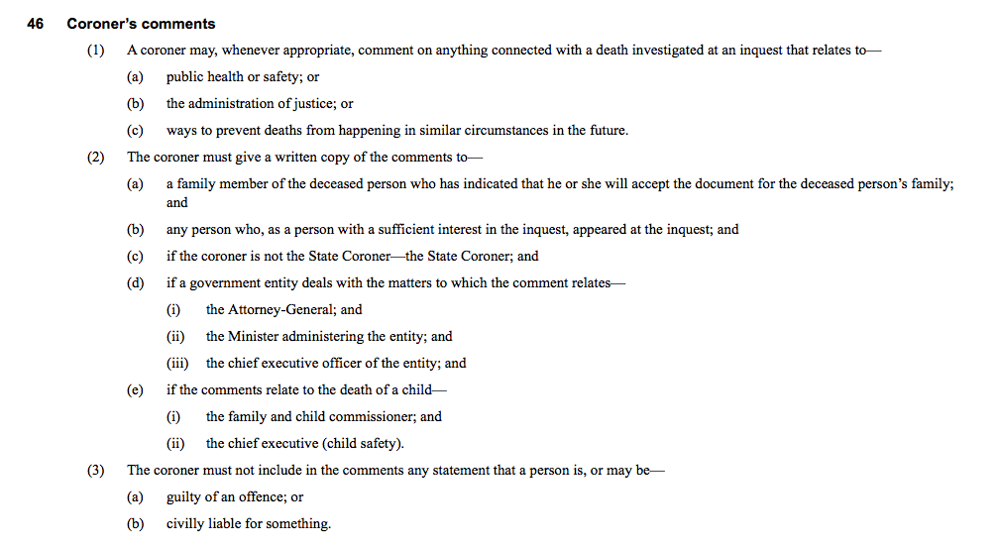 46 Coroner's comments
(1) A coroner may, whenever appropriate, comment on anything connected with a death investigated at an inquest that relates to—
(a) public health or safety; or
(b) the administration of justice; or
(c) ways to prevent deaths from happening in similar circumstances in the future.
(2) The coroner must give a written copy of the comments to—
(a) a family member of the deceased person who has indicated that he or she will accept the document for the deceased person's family;
and
(b) any person who, as a person with a sufficient interest in the inquest, appeared at the inquest; and
(c) if the coroner is not the State Coroner—the State Coroner; and
(d) if a government entity deals with the matters to which the comment relates—
(i) the Attorney-General; and
(ii) the Minister administering the entity; and
(iii) the chief executive officer of the entity; and
(e) if the comments relate to the death of a child—
(i) the family and child commissioner; and
(ii) the chief executive (child safety).
(3) The coroner must not include in the comments any statement that a person is, or may be—
(a) guilty of an offence; or
(b) civilly liable for something.